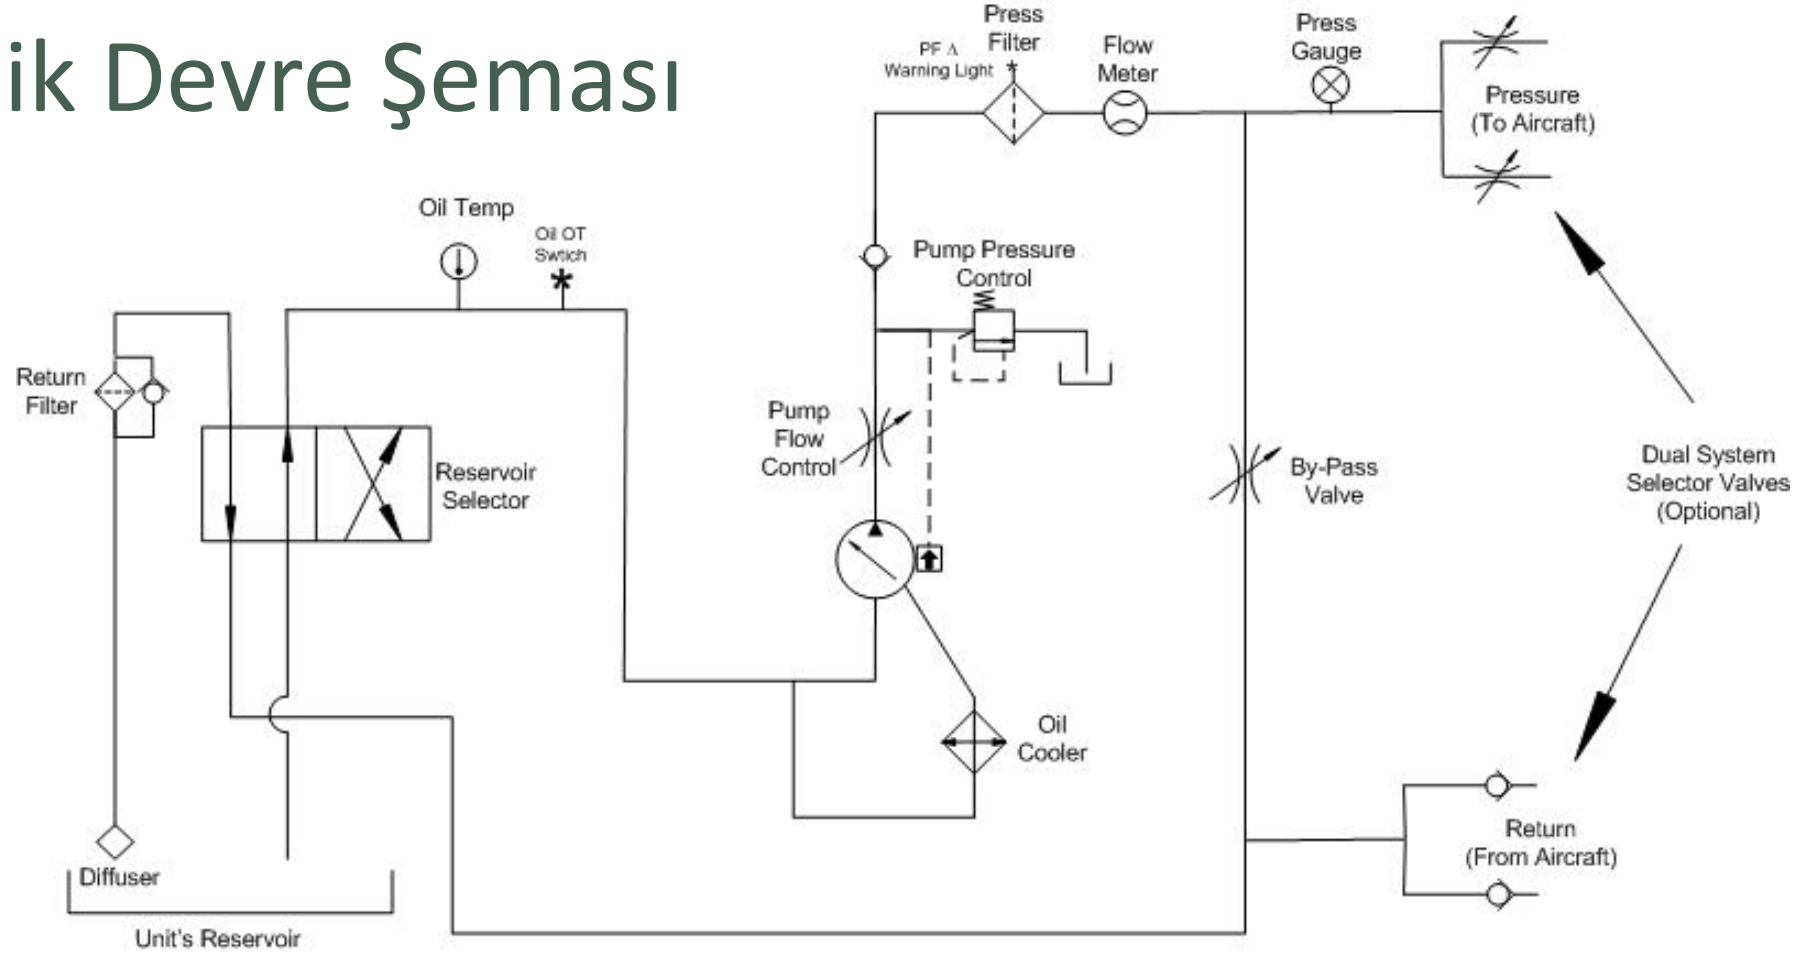 ik Devre Şeması
Press
Filter
PF Δ
Warning Light
Flow
Meter
Press
Gauge
Pressure
(To Aircraft)
Oil Temp
Oil OT
Swtich
Pump Pressure
Control
Return
Filter
Pump
Flow
Control
Reservoir
Selector
By-Pass
Valve
Dual System
Selector Valves
(Optional)
Oil
Cooler
Return
(From Aircraft)
Diffuser
Unit's Reservoir